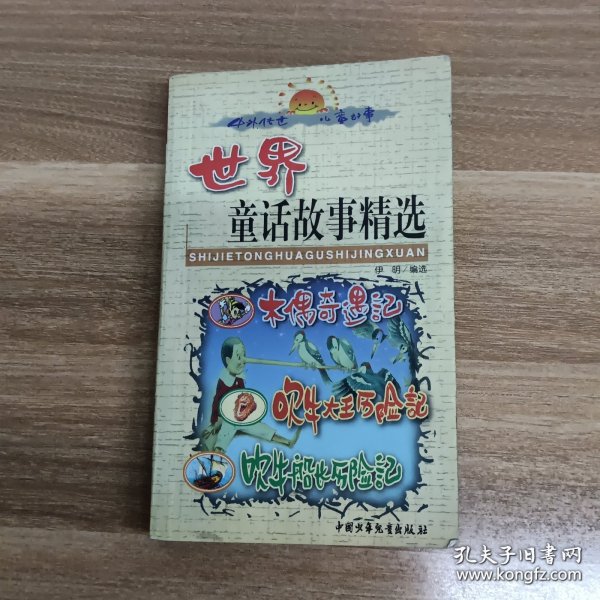 中外传世 儿童故事
世界
童话故事精选
SHIJIETONGHUAGUSHIJINGXUAN
伊明/编选
木偶奇遇记
吹牛大王历险记
吹牛船长历险记
中国少年儿童出版社
孔夫子旧书网
www.kongfz.com